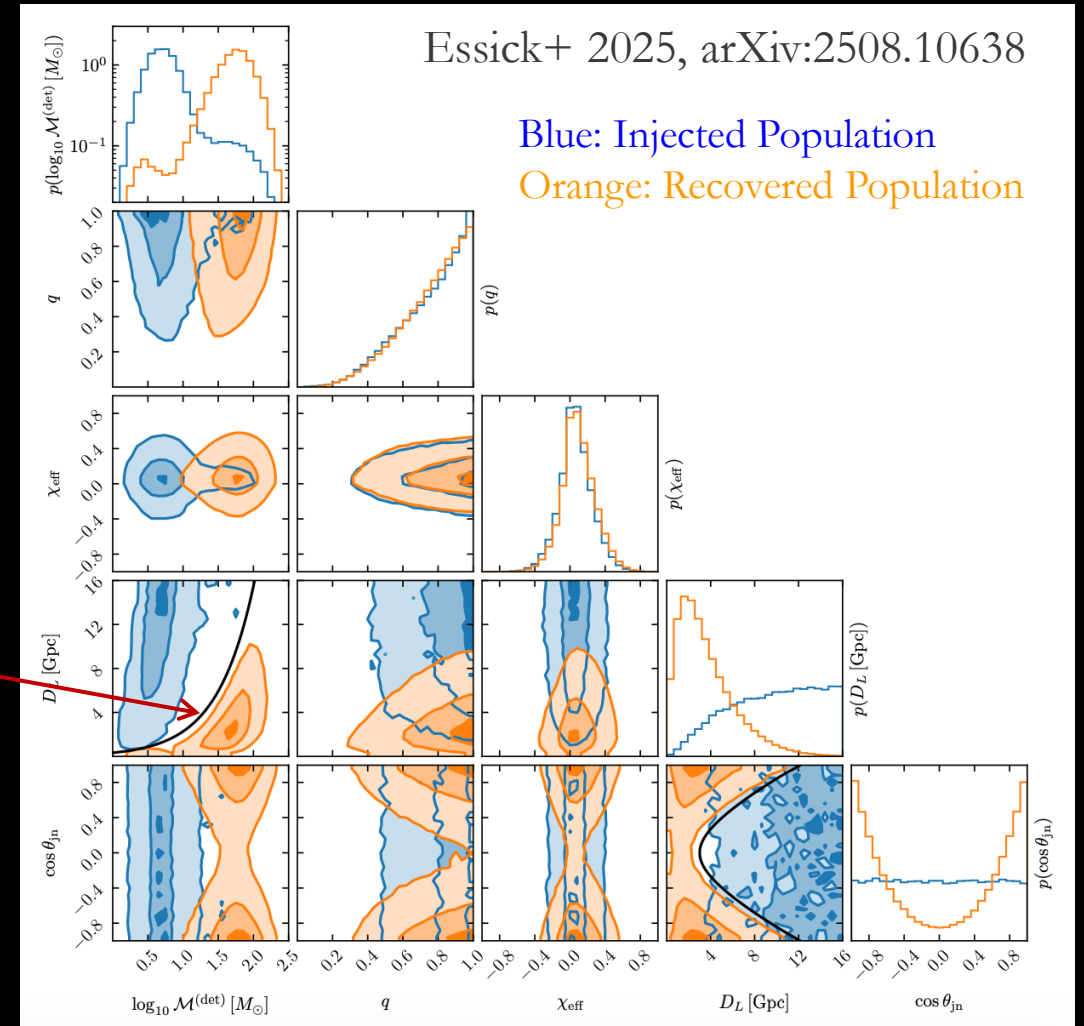 Essick+ 2025, arXiv:2508.10638
Blue: Injected Population
Orange: Recovered Population
p(log₁₀ ℳ⁽ᵈᵉᵗ⁾ [M☉])
10⁰
10⁻¹
q
1.0
0.8
0.6
0.4
0.2
p(q)
χeff
0.8
0.4
0.0
−0.4
−0.8
p(χeff)
D_L [Gpc]
16
12
8
4
p(D_L [Gpc])
cos θjn
0.8
0.4
0.0
−0.4
−0.8
p(cos θjn)
0.5 1.0 1.5 2.0 2.5
0.2 0.4 0.6 0.8 1.0
−0.8 −0.4 0.0 0.4 0.8
4 8 12 16
−0.8 −0.4 0.0 0.4 0.8
log₁₀ ℳ⁽ᵈᵉᵗ⁾ [M☉]
q
χeff
D_L [Gpc]
cos θjn